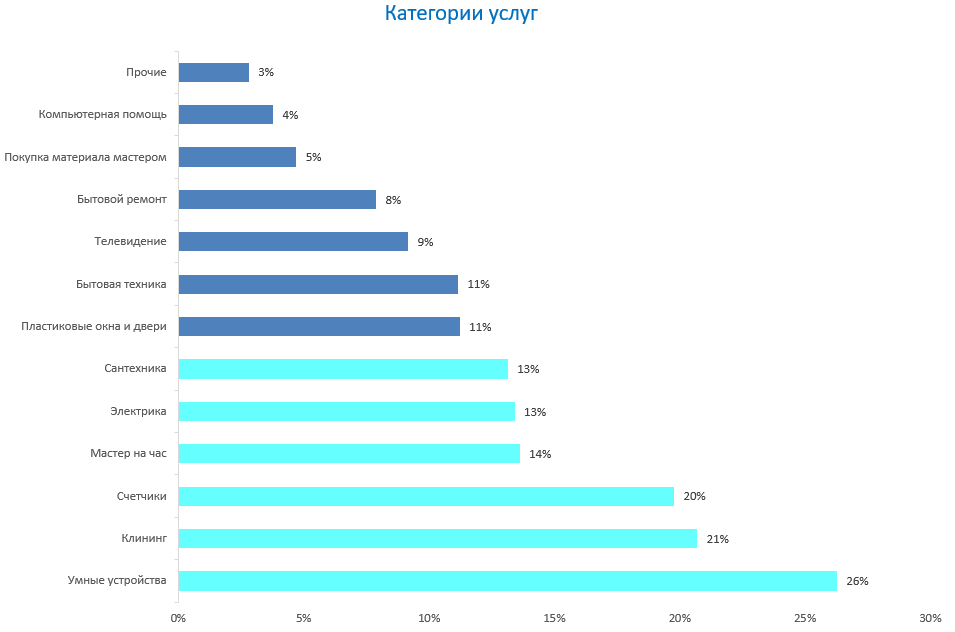 Категории услуг
Прочие 3%
Компьютерная помощь 4%
Покупка материала мастером 5%
Бытовой ремонт 8%
Телевидение 9%
Бытовая техника 11%
Пластиковые окна и двери 11%
Сантехника 13%
Электрика 13%
Мастер на час 14%
Счетчики 20%
Клининг 21%
Умные устройства 26%
0% 5% 10% 15% 20% 25% 30%